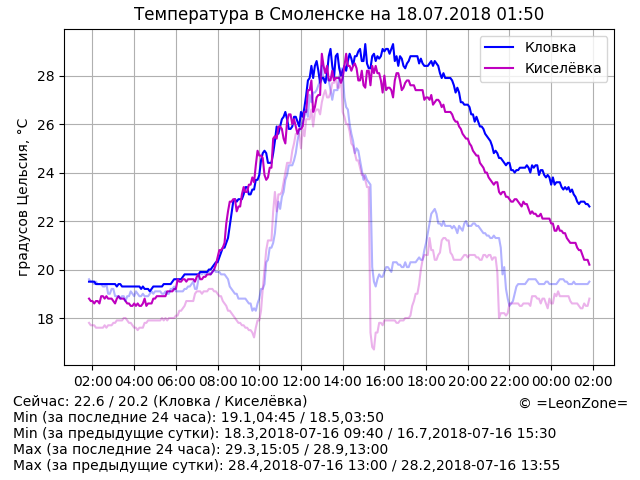 Температура в Смоленске на 18.07.2018 01:50
Кловка
Киселёвка
градусов Цельсия, °C
28
26
24
22
20
18
02:00 04:00 06:00 08:00 10:00 12:00 14:00 16:00 18:00 20:00 22:00 00:00 02:00
Сейчас: 22.6 / 20.2 (Кловка / Киселёвка)
© =LeonZone=
Min (за последние 24 часа): 19.1,04:45 / 18.5,03:50
Min (за предыдущие сутки): 18.3,2018-07-16 09:40 / 16.7,2018-07-16 15:30
Max (за последние 24 часа): 29.3,15:05 / 28.9,13:00
Max (за предыдущие сутки): 28.4,2018-07-16 13:00 / 28.2,2018-07-16 13:55